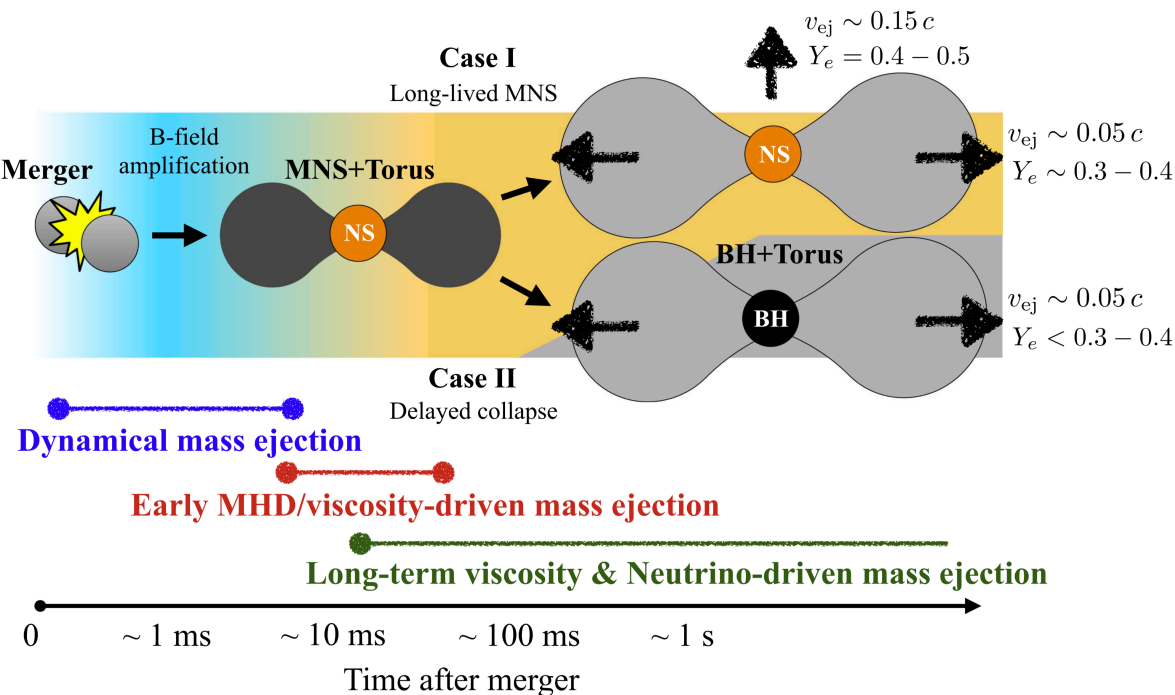 v_ej ~ 0.15 c
Y_e = 0.4 − 0.5
Case I
Long-lived MNS
B-field
amplification
Merger
MNS+Torus
NS
NS
v_ej ~ 0.05 c
Y_e ~ 0.3 − 0.4
BH+Torus
BH
v_ej ~ 0.05 c
Y_e < 0.3 − 0.4
Case II
Delayed collapse
Dynamical mass ejection
Early MHD/viscosity-driven mass ejection
Long-term viscosity & Neutrino-driven mass ejection
0 ~ 1 ms ~ 10 ms ~ 100 ms ~ 1 s
Time after merger